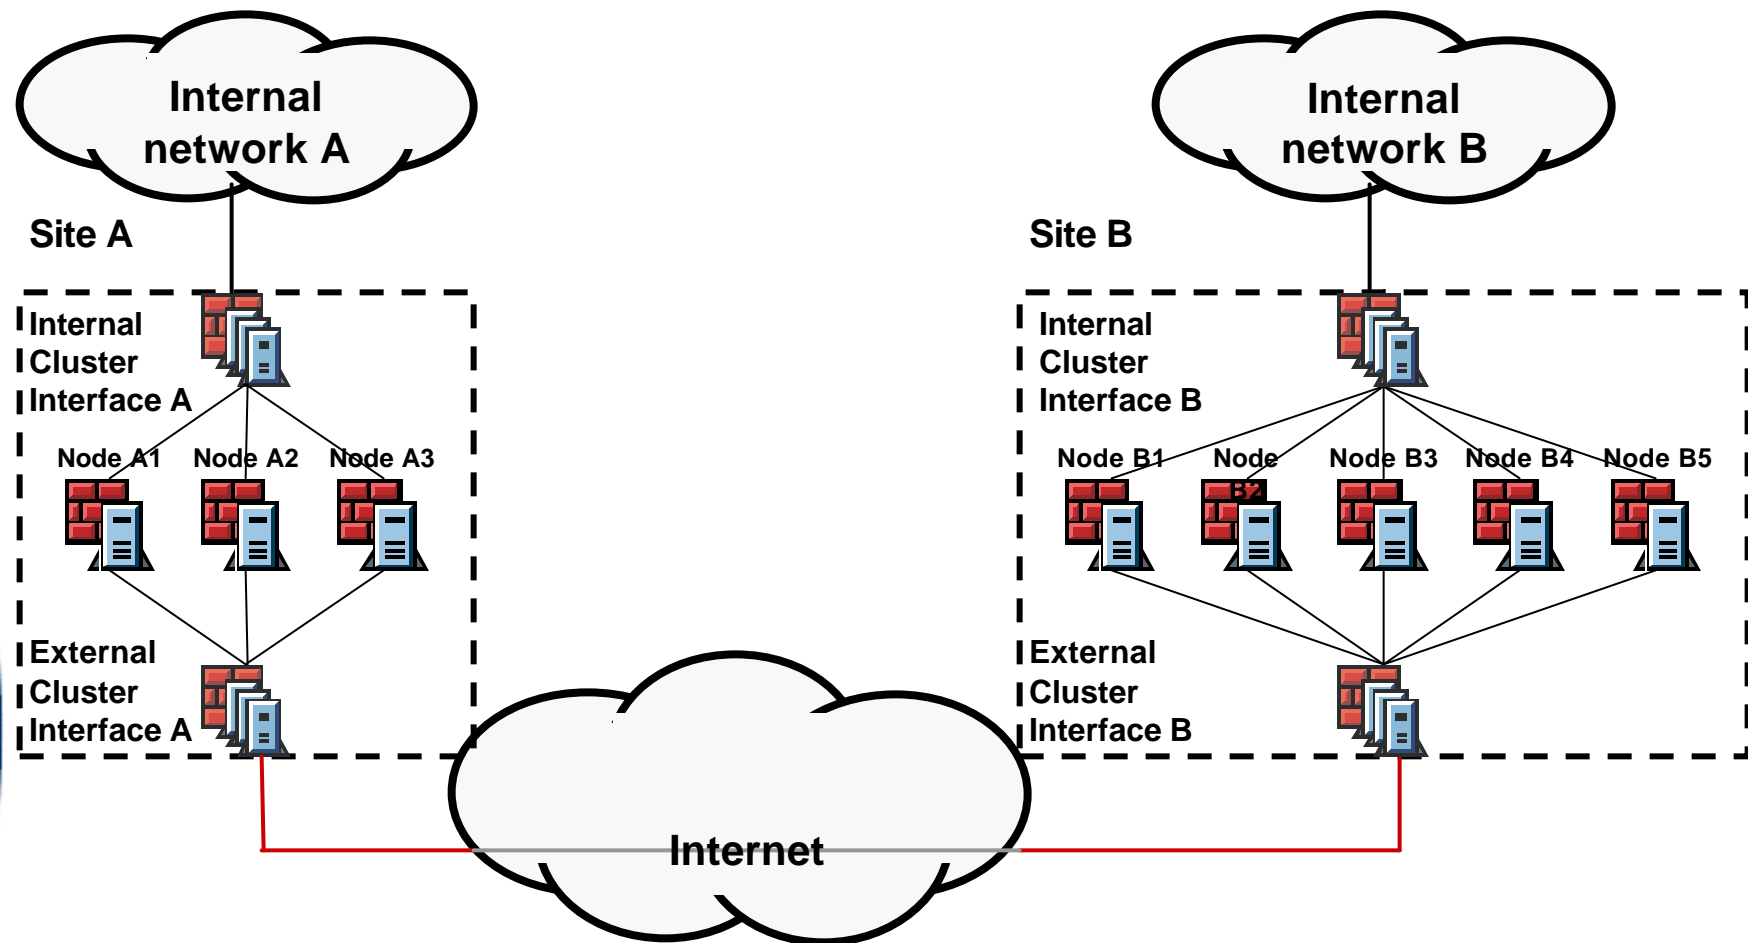 Internal
network A
Internal
network B
Site A
Site B
Internal
Cluster
Interface A
Internal
Cluster
Interface B
Node A1
Node A2
Node A3
Node B1
Node
B2
Node B3
Node B4
Node B5
External
Cluster
Interface A
External
Cluster
Interface B
Internet